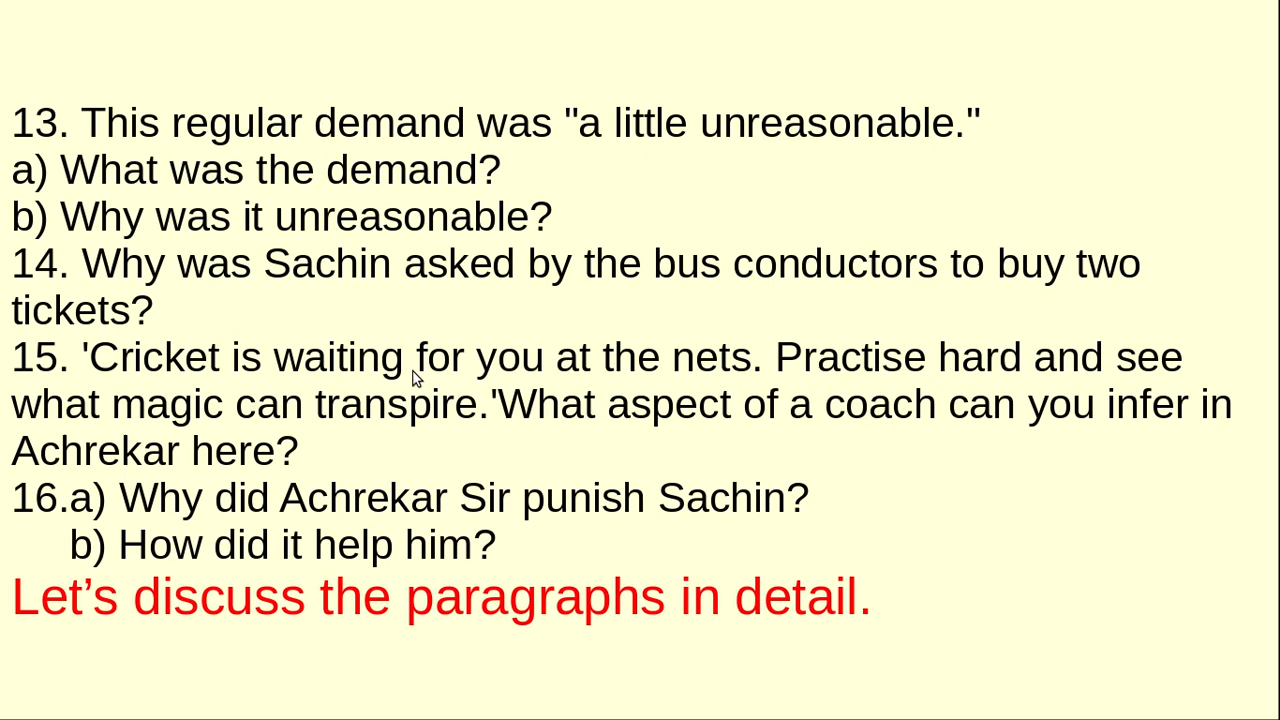 13. This regular demand was "a little unreasonable."
a) What was the demand?
b) Why was it unreasonable?
14. Why was Sachin asked by the bus conductors to buy two
tickets?
15. 'Cricket is waiting for you at the nets. Practise hard and see
what magic can transpire.'What aspect of a coach can you infer in
Achrekar here?
16.a) Why did Achrekar Sir punish Sachin?
b) How did it help him?
Let’s discuss the paragraphs in detail.